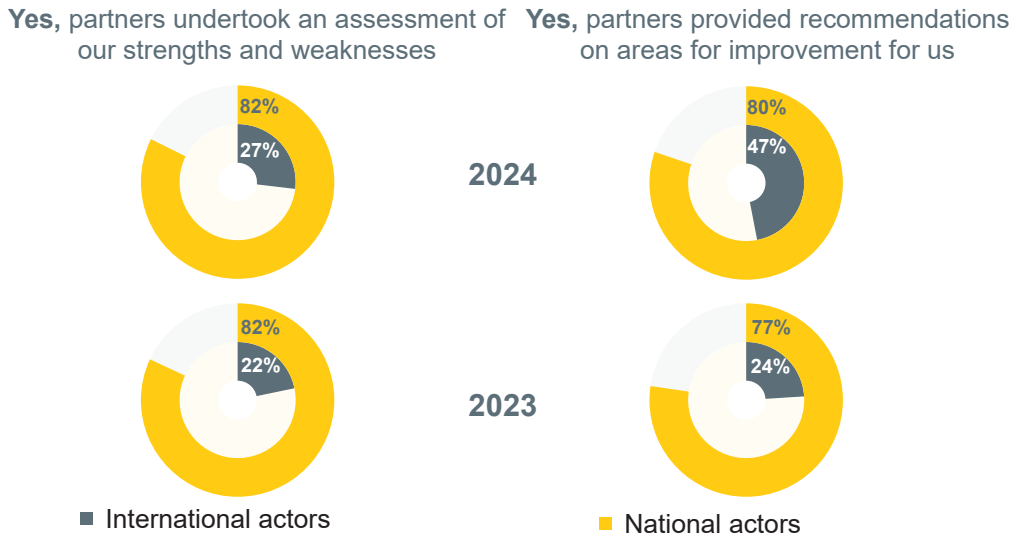 Yes, partners undertook an assessment of
our strengths and weaknesses
Yes, partners provided recommendations
on areas for improvement for us
82%
27%
2024
80%
47%
82%
22%
2023
77%
24%
International actors
National actors